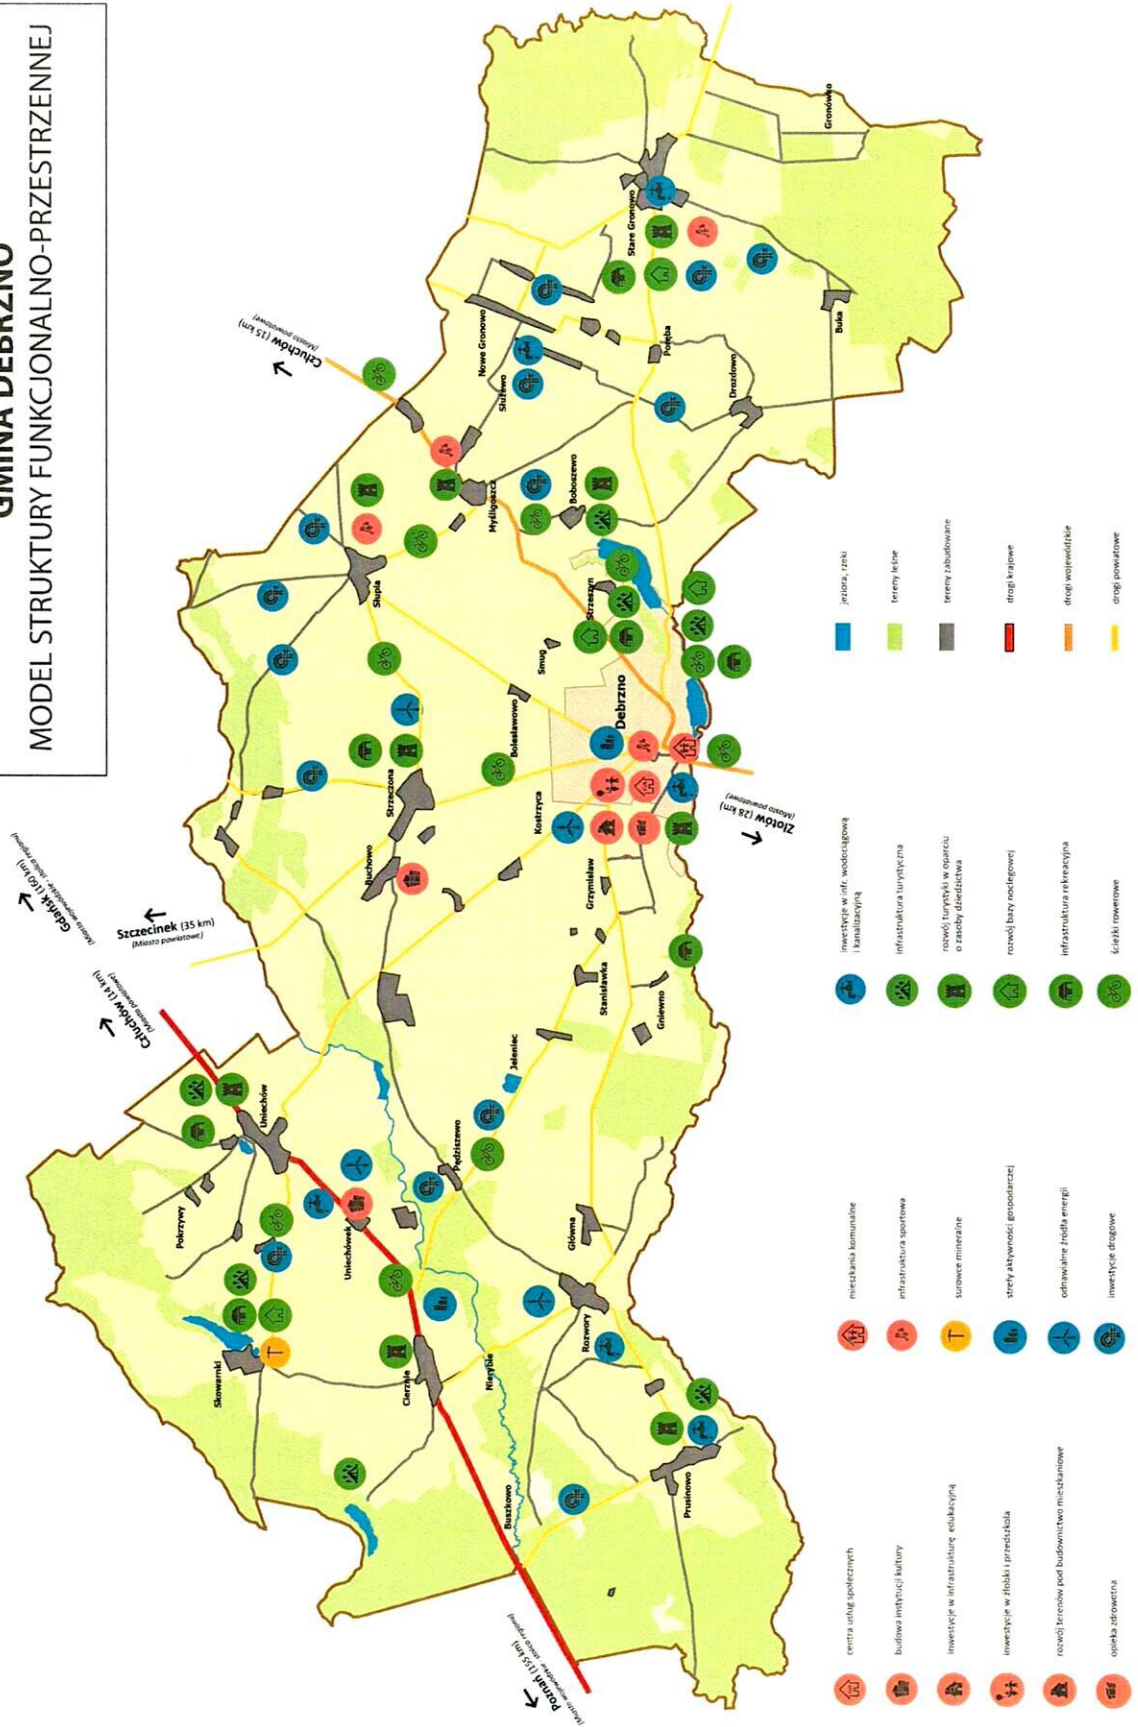 GMINA DEBRZNO
MODEL STRUKTURY FUNKCJONALNO-PRZESTRZENNEJ
Gdańsk (160 km)
(Miasto wojewódzkie - stolica regionu)
Szczecinek (35 km)
(Miasto powiatowe)
Człuchów (14 km)
(Miasto powiatowe)
Człuchów (15 km)
(Miasto powiatowe)
Złotów (28 km)
(Miasto powiatowe)
Poznań (155 km)
(Miasto wojewódzkie - stolica regionu)
Pokrzywy
Uniechów
Uniechówek
Skowarnki
Cierznie
Nierybie
Buszkowo
Prusinowo
Rozwory
Główna
Pędziszewo
Jeleniec
Stanisławka
Gniewno
Grzymisław
Kostrzyca
Buchowo
Strzeczona
Bolesławowo
Debrzno
Smug
Strzeszyn
Słupia
Myśligoszcz
Boboszewo
Służewo
Nowe Gronowo
Poręba
Drozdowo
Stare Gronowo
Buka
Gronówko
centra usług społecznych
budowa instytucji kultury
inwestycje w infrastrukturę edukacyjną
inwestycje w żłobki i przedszkola
rozwój terenów pod budownictwo mieszkaniowe
opieka zdrowotna
mieszkania komunalne
infrastruktura sportowa
surowce mineralne
strefy aktywności gospodarczej
odnawialne źródła energii
inwestycje drogowe
inwestycje w infr. wodociągową
i kanalizacyjną
infrastruktura turystyczna
rozwój turystyki w oparciu
o zasoby dziedzictwa
rozwój bazy noclegowej
infrastruktura rekreacyjna
ścieżki rowerowe
jeziora, rzeki
tereny leśne
tereny zabudowane
drogi krajowe
drogi wojewódzkie
drogi powiatowe